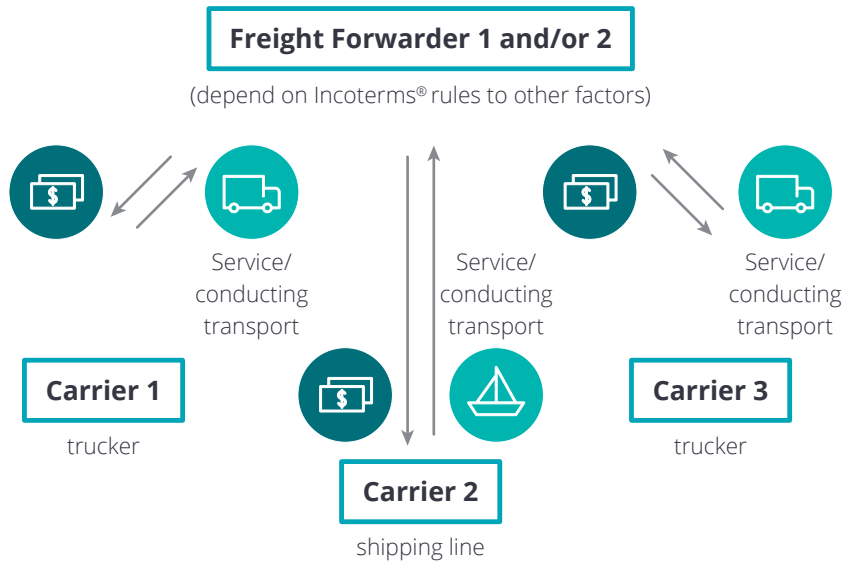 Freight Forwarder 1 and/or 2
(depend on Incoterms® rules to other factors)
$
$
Service/
conducting
transport
Service/
conducting
transport
Service/
conducting
transport
Carrier 1
trucker
$
Carrier 3
trucker
Carrier 2
shipping line